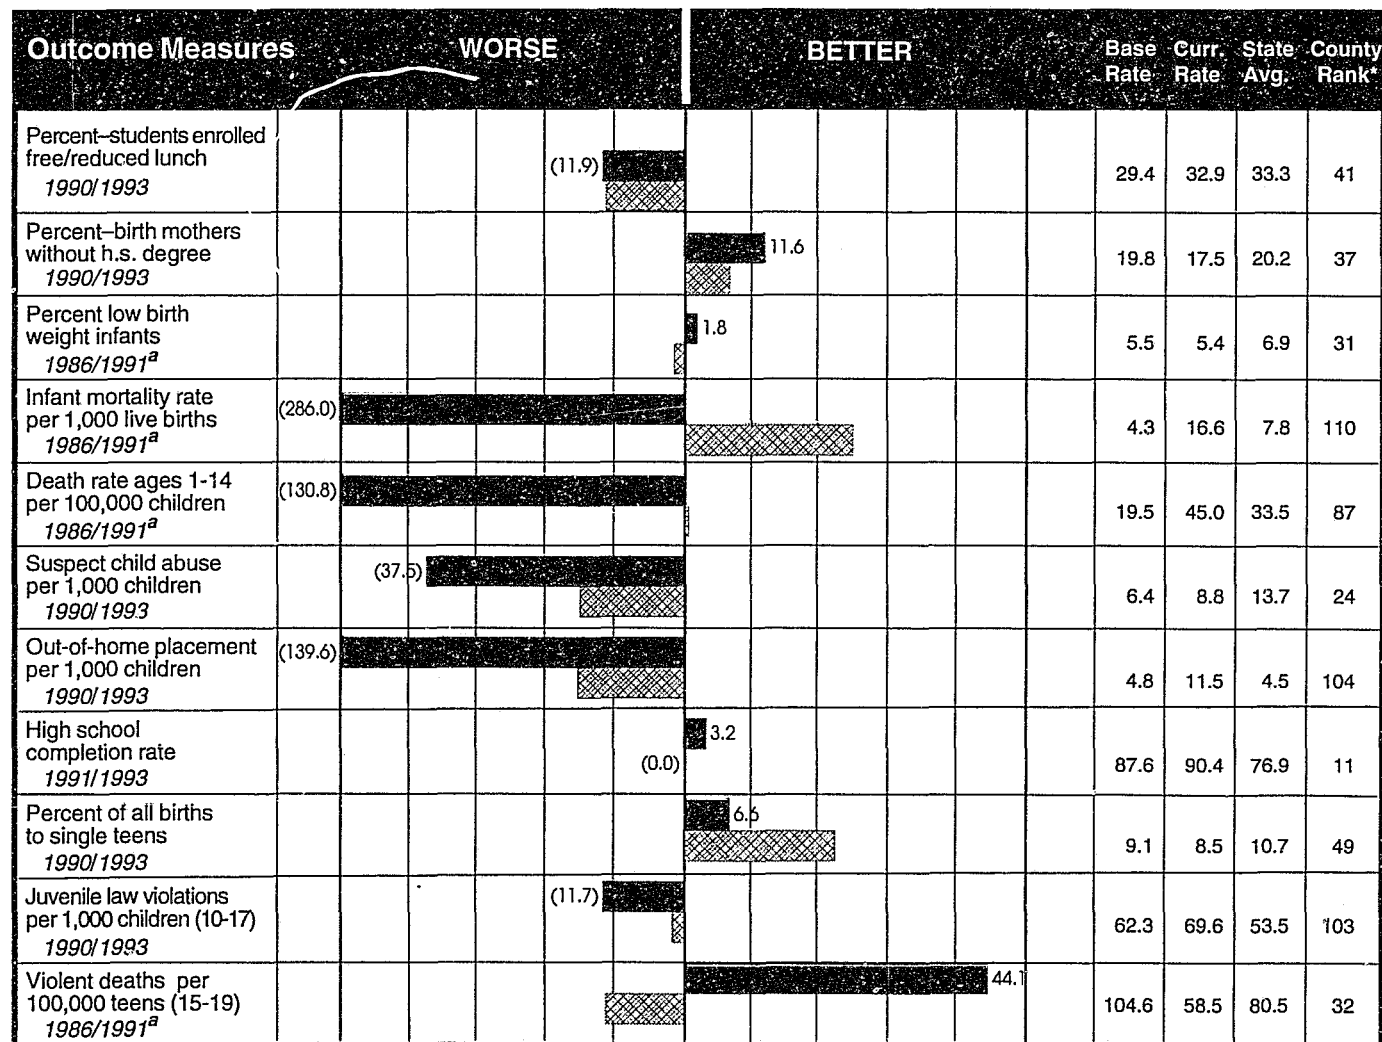 Outcome Measures WORSE BETTER Base Curr. State County
Rate Rate Avg. Rank*
Percent–students enrolled
free/reduced lunch (11.9) 29.4 32.9 33.3 41
1990/1993
Percent–birth mothers
without h.s. degree 11.6 19.8 17.5 20.2 37
1990/1993
Percent low birth
weight infants 1.8 5.5 5.4 6.9 31
1986/1991a
Infant mortality rate
per 1,000 live births (286.0) 4.3 16.6 7.8 110
1986/1991a
Death rate ages 1-14
per 100,000 children (130.8) 19.5 45.0 33.5 87
1986/1991a
Suspect child abuse
per 1,000 children (37.5) 6.4 8.8 13.7 24
1990/1993
Out-of-home placement
per 1,000 children (139.6) 4.8 11.5 4.5 104
1990/1993
High school 3.2
completion rate (0.0) 87.6 90.4 76.9 11
1991/1993
Percent of all births
to single teens 6.6 9.1 8.5 10.7 49
1990/1993
Juvenile law violations
per 1,000 children (10-17) (11.7) 62.3 69.6 53.5 103
1990/1993
Violent deaths per 44.1
100,000 teens (15-19) 104.6 58.5 80.5 32
1986/1991a